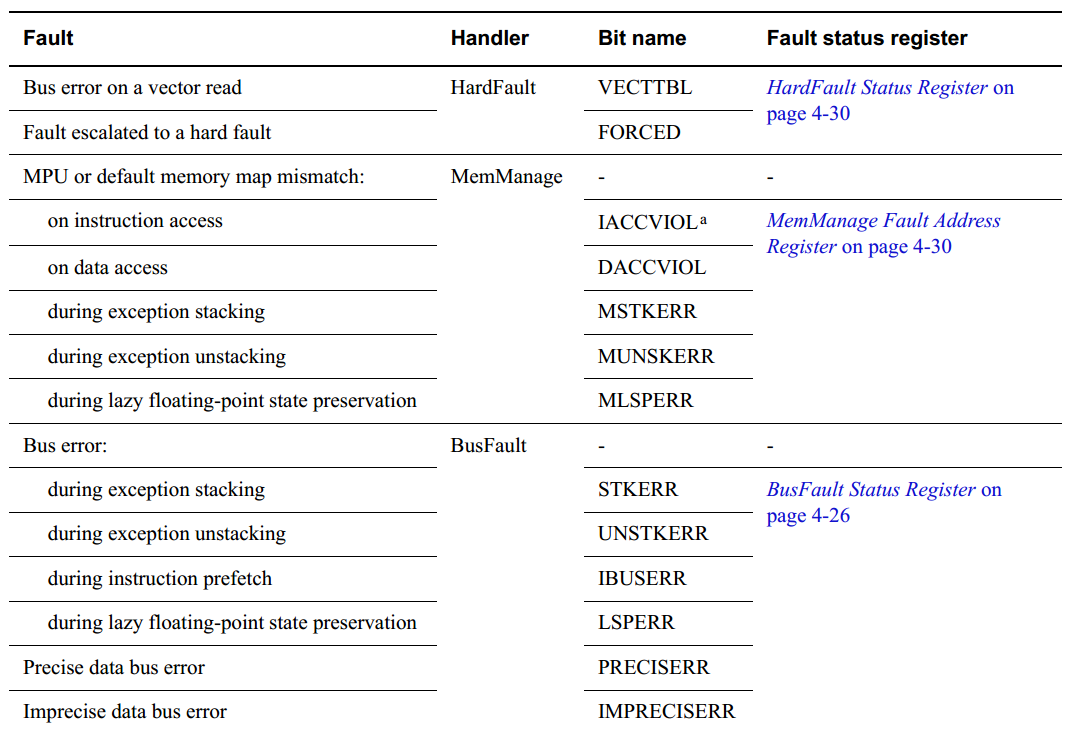 Fault Handler Bit name Fault status register
Bus error on a vector read HardFault VECTTBL HardFault Status Register on
page 4-30
Fault escalated to a hard fault FORCED
MPU or default memory map mismatch: MemManage - -
on instruction access IACCVIOLa MemManage Fault Address
Register on page 4-30
on data access DACCVIOL
during exception stacking MSTKERR
during exception unstacking MUNSKERR
during lazy floating-point state preservation MLSPERR
Bus error: BusFault - -
during exception stacking STKERR BusFault Status Register on
page 4-26
during exception unstacking UNSTKERR
during instruction prefetch IBUSERR
during lazy floating-point state preservation LSPERR
Precise data bus error PRECISERR
Imprecise data bus error IMPRECISERR